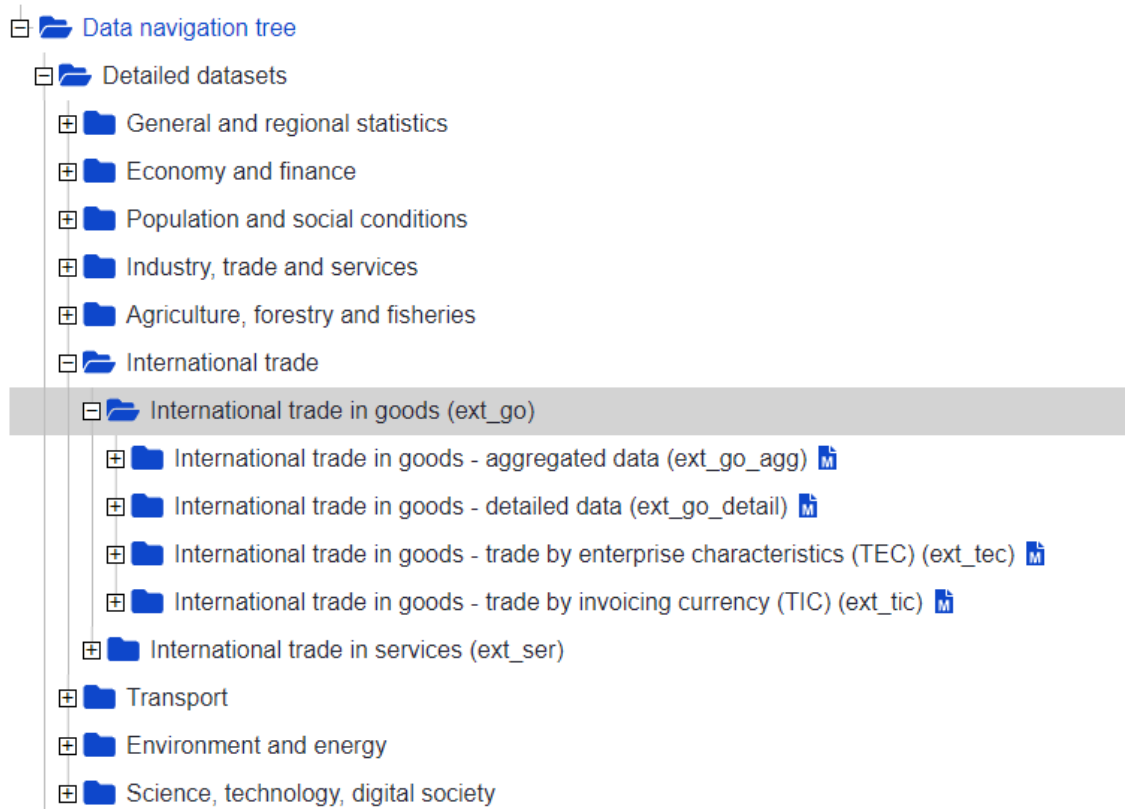 Data navigation tree
Detailed datasets
General and regional statistics
Economy and finance
Population and social conditions
Industry, trade and services
Agriculture, forestry and fisheries
International trade
International trade in goods (ext_go)
International trade in goods - aggregated data (ext_go_agg) M
International trade in goods - detailed data (ext_go_detail) M
International trade in goods - trade by enterprise characteristics (TEC) (ext_tec) M
International trade in goods - trade by invoicing currency (TIC) (ext_tic) M
International trade in services (ext_ser)
Transport
Environment and energy
Science, technology, digital society